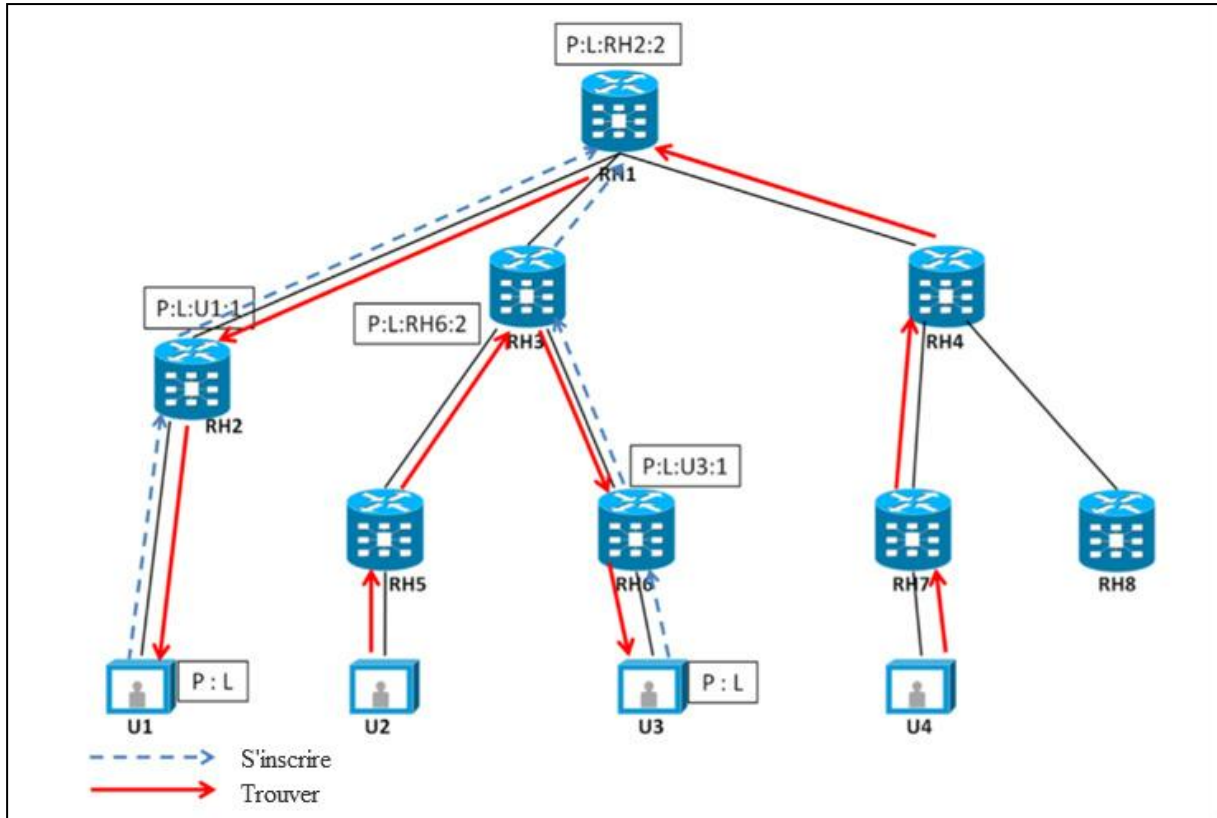 P:L:RH2:2
RH1
P:L:U1:1
P:L:RH6:2
RH3
RH4
RH2
P:L:U3:1
RH5
RH6
RH7
RH8
P : L
P : L
U1
U2
U3
U4
S'inscrire
Trouver